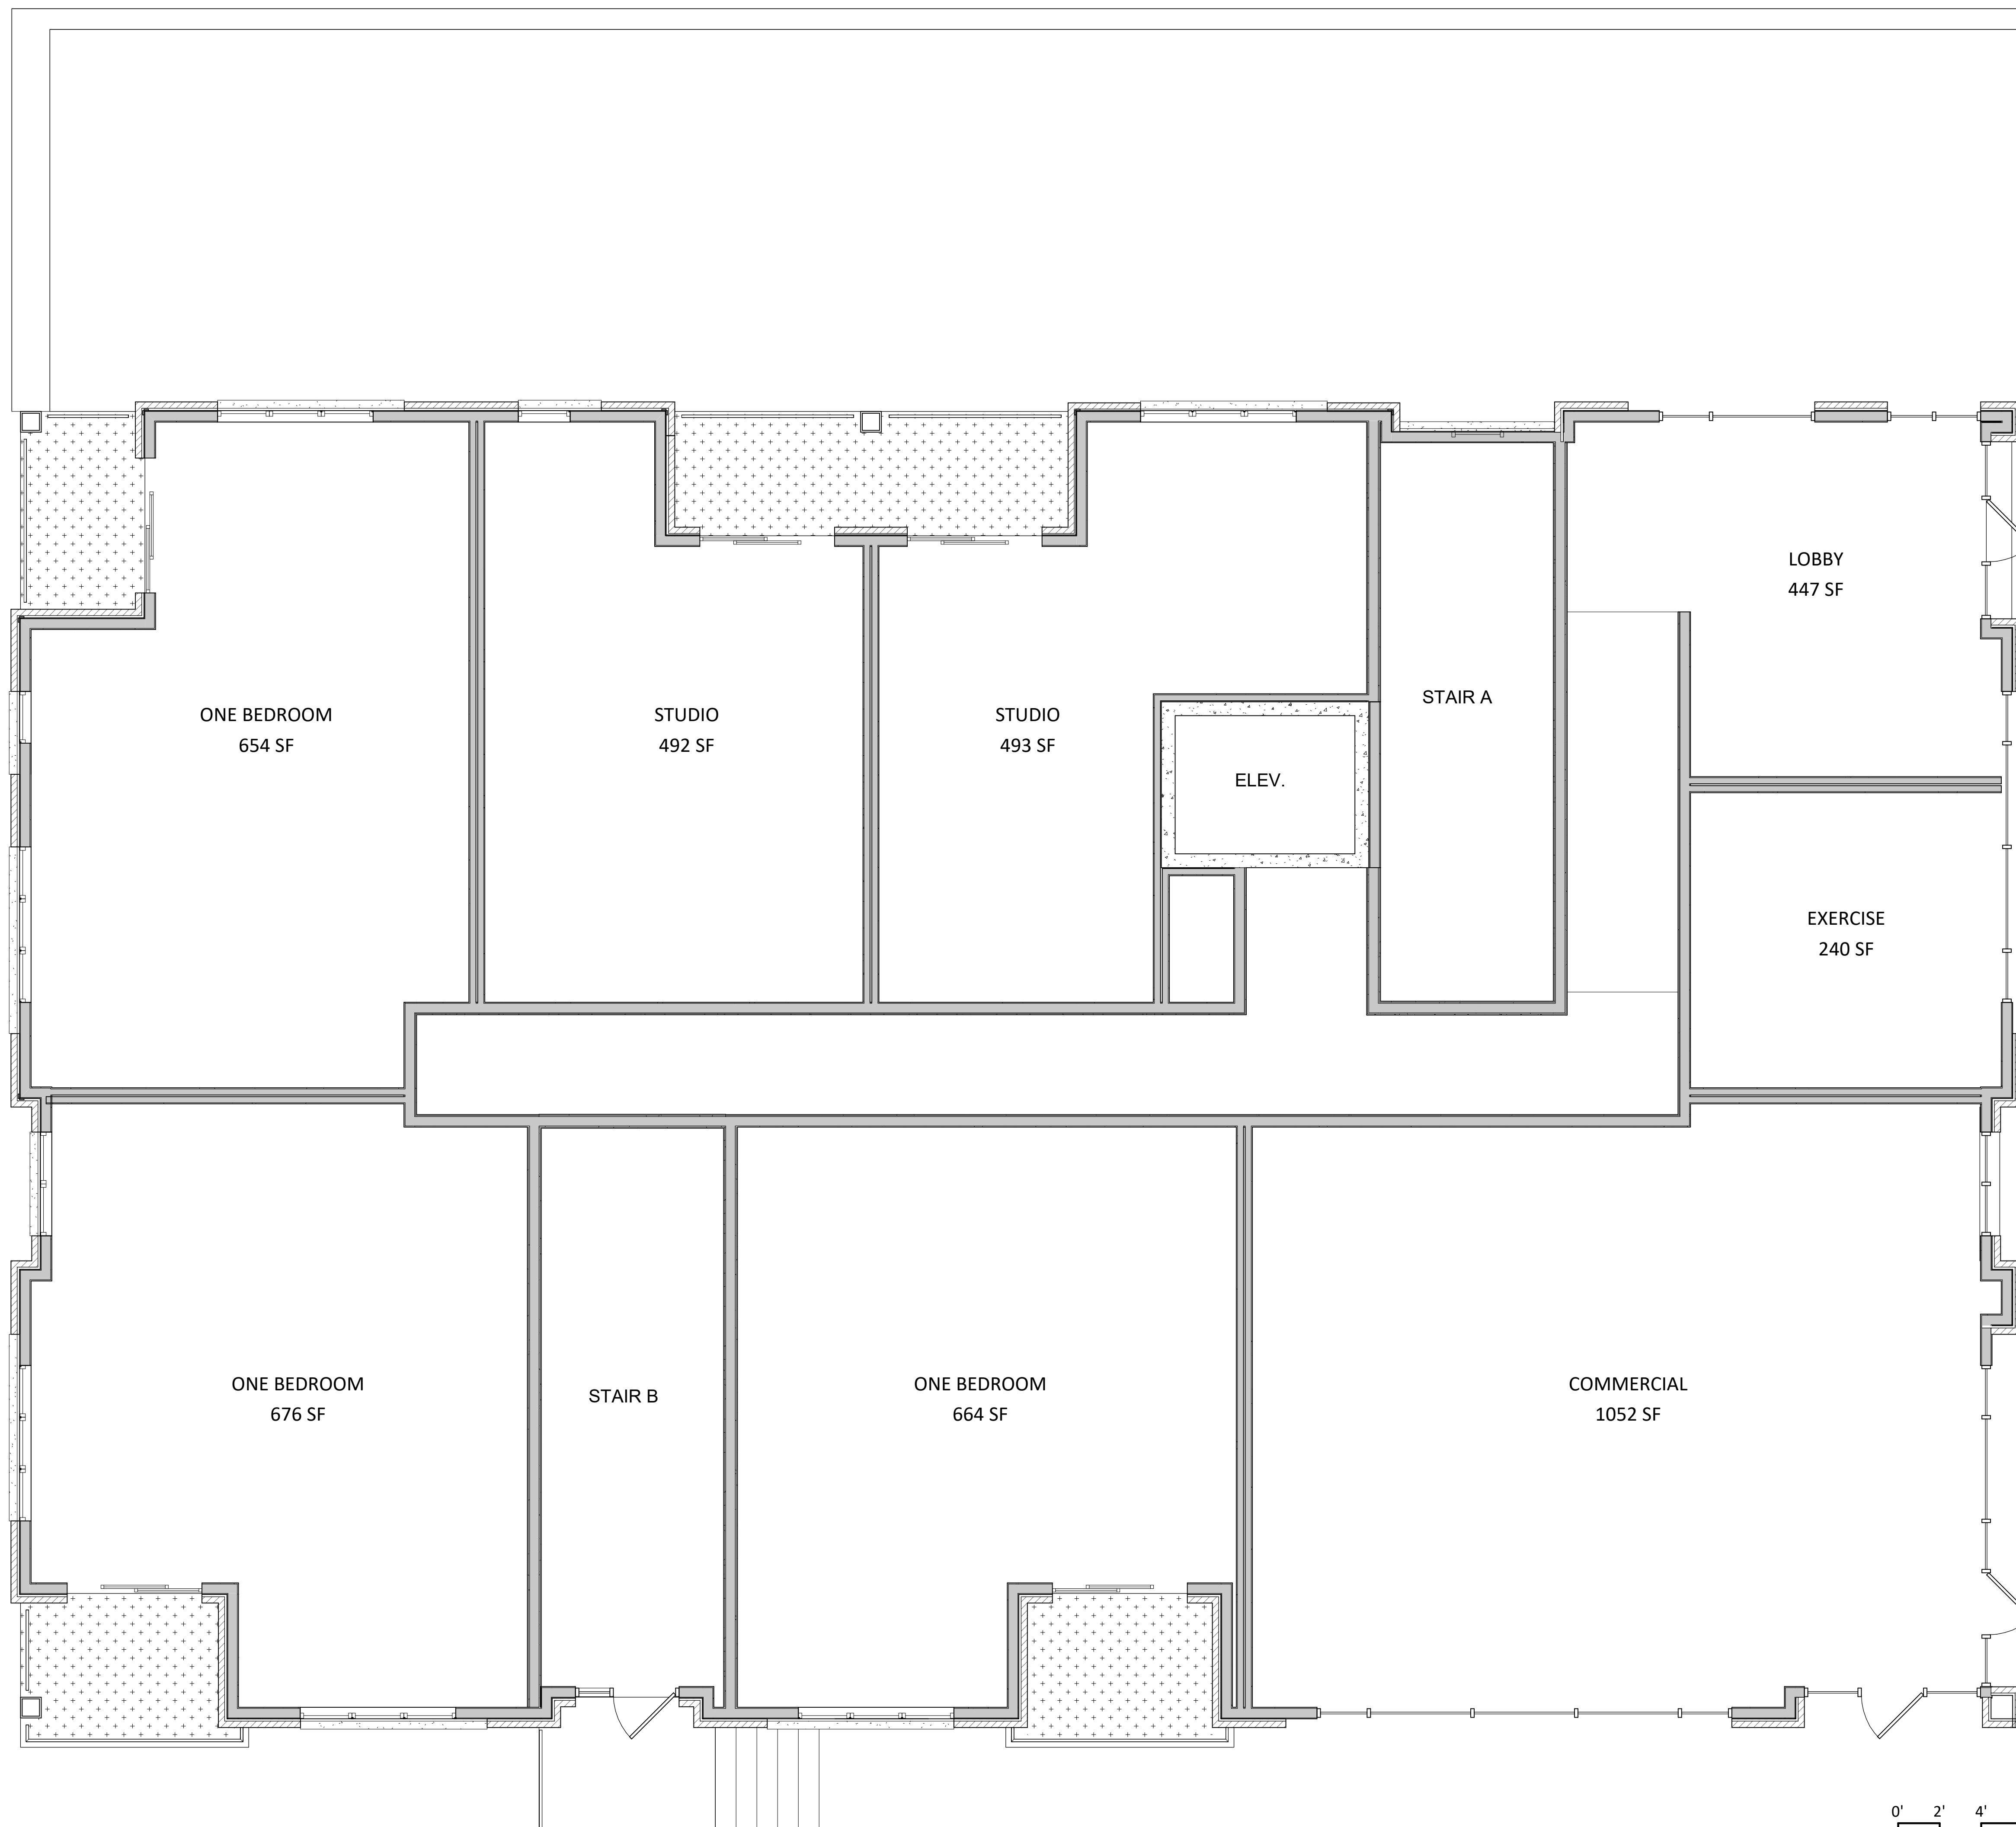 LOBBY
447 SF
ONE BEDROOM
654 SF
STUDIO
492 SF
STUDIO
493 SF
STAIR A
ELEV.
EXERCISE
240 SF
ONE BEDROOM
676 SF
STAIR B
ONE BEDROOM
664 SF
COMMERCIAL
1052 SF
0' 2' 4'